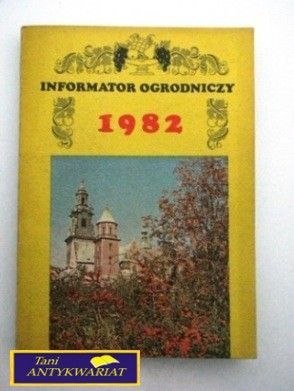 INFORMATOR OGRODNICZY
1982
Tani
ANTYKWARIAT